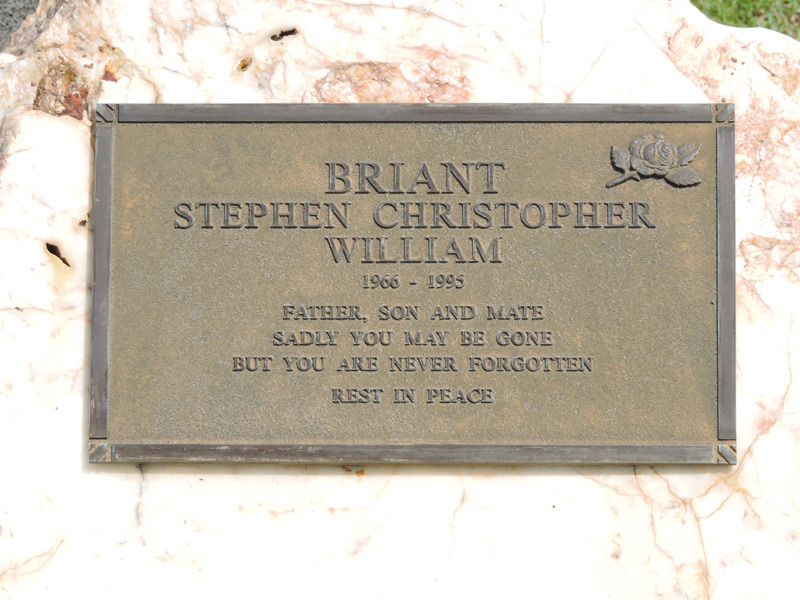 BRIANT
STEPHEN CHRISTOPHER
WILLIAM
1966 - 1995
FATHER, SON AND MATE
SADLY YOU MAY BE GONE
BUT YOU ARE NEVER FORGOTTEN
REST IN PEACE